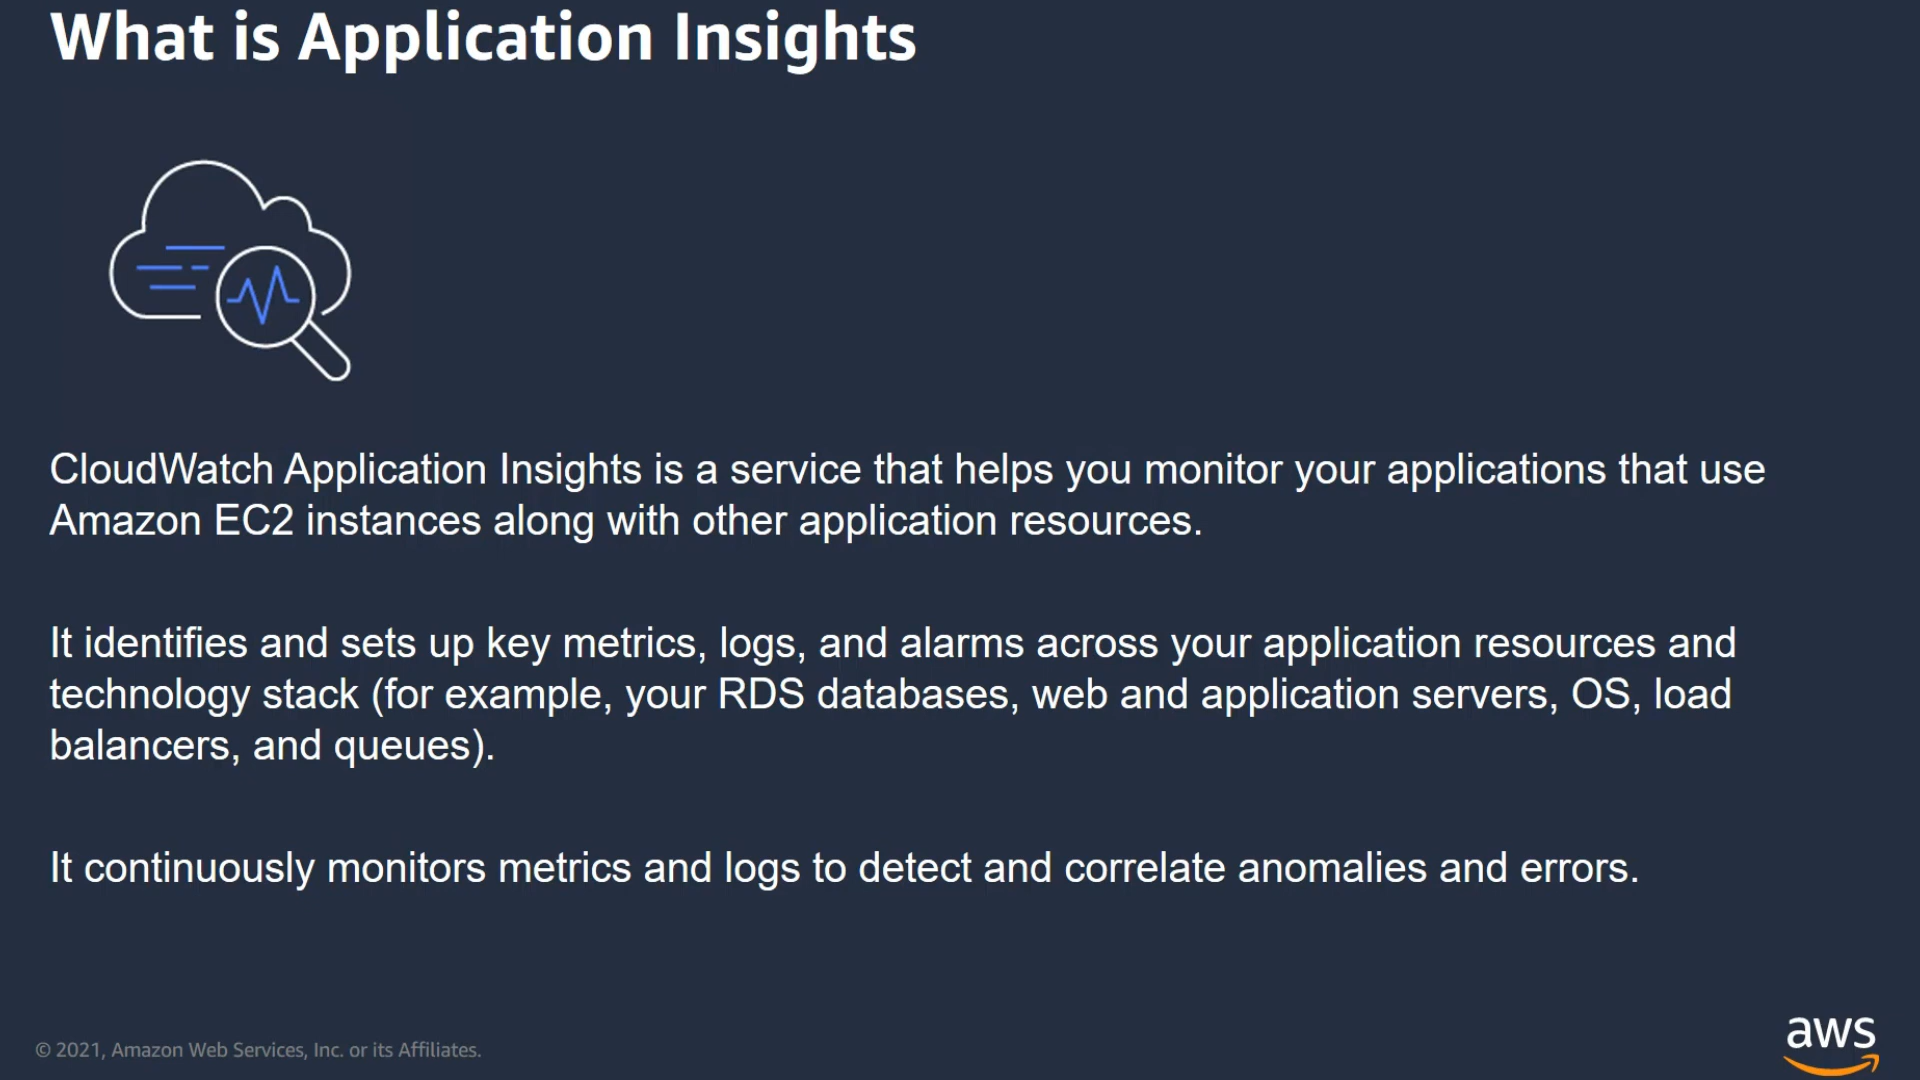 What is Application Insights
CloudWatch Application Insights is a service that helps you monitor your applications that use
Amazon EC2 instances along with other application resources.
It identifies and sets up key metrics, logs, and alarms across your application resources and
technology stack (for example, your RDS databases, web and application servers, OS, load
balancers, and queues).
It continuously monitors metrics and logs to detect and correlate anomalies and errors.
© 2021, Amazon Web Services, Inc. or its Affiliates.
aws